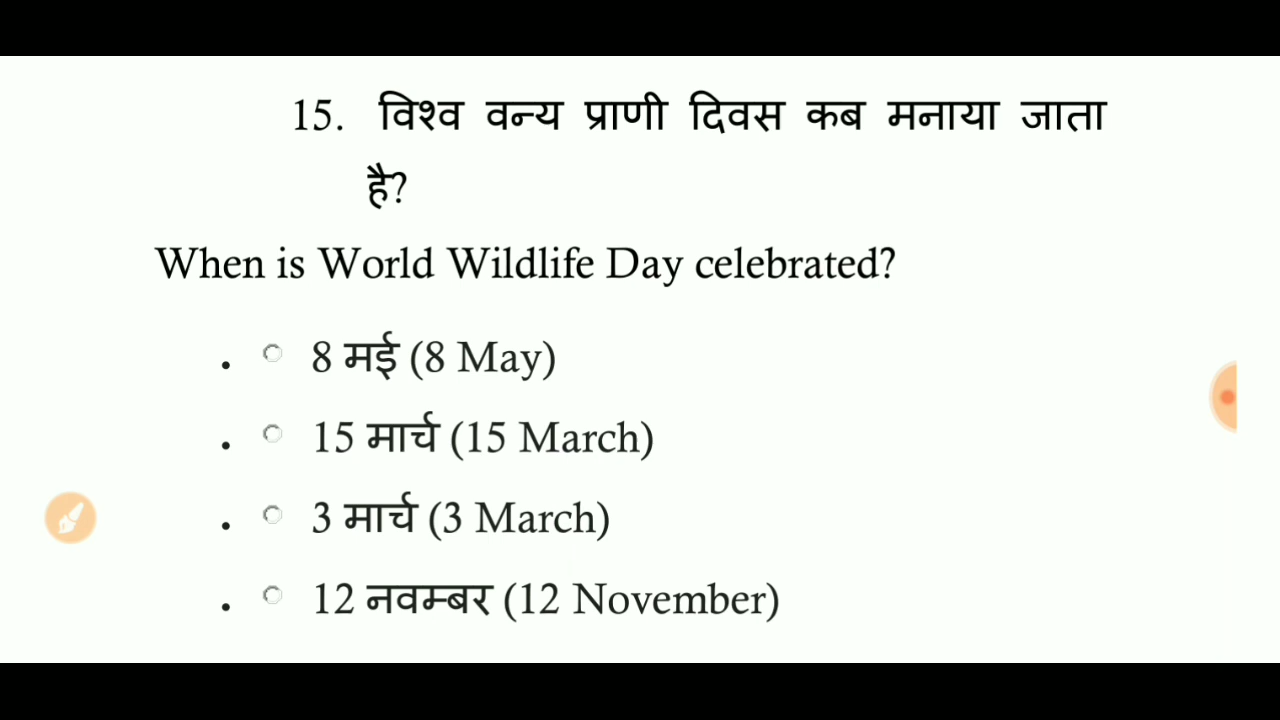 15. विश्व वन्य प्राणी दिवस कब मनाया जाता
है?
When is World Wildlife Day celebrated?
• 8 मई (8 May)
• 15 मार्च (15 March)
• 3 मार्च (3 March)
• 12 नवम्बर (12 November)